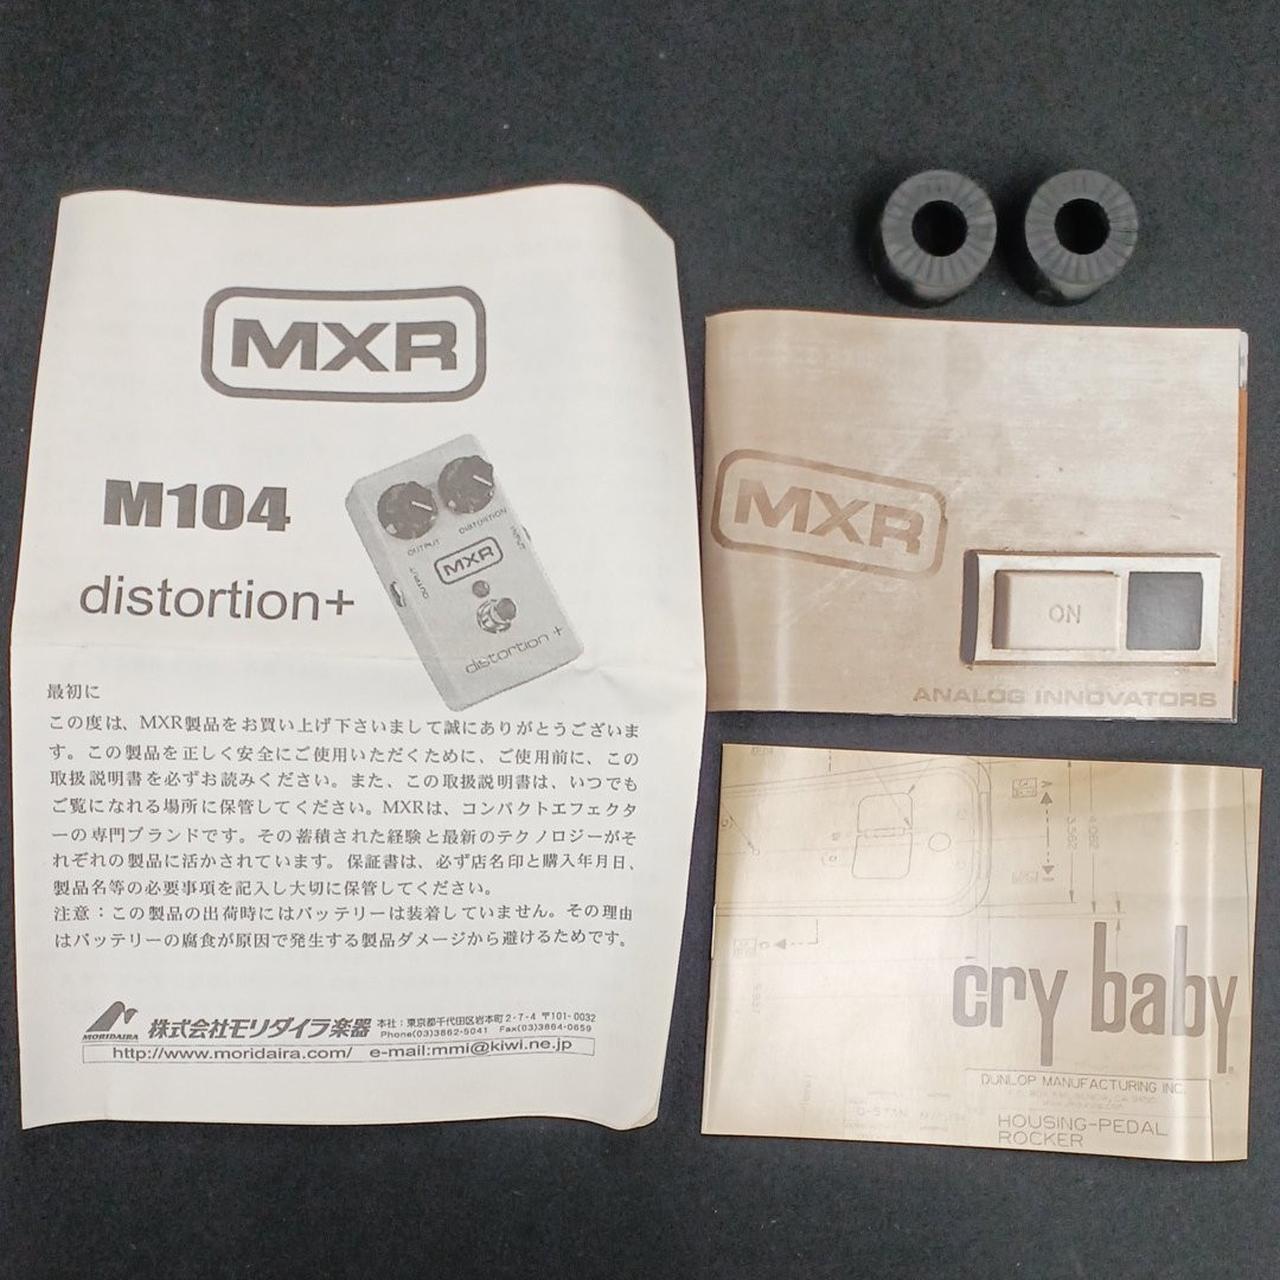 MXR
M104
distortion+
OUTPUT
DISTORTION
OUTPUT
INPUT
MXR
distortion +
最初に
この度は、MXR製品をお買い上げ下さいまして誠にありがとうございま
す。この製品を正しく安全にご使用いただくために、ご使用前に、この
取扱説明書を必ずお読みください。また、この取扱説明書は、いつでも
ご覧になれる場所に保管してください。MXRは、コンパクトエフェクタ
ーの専門ブランドです。その蓄積された経験と最新のテクノロジーがそ
れぞれの製品に活かされています。保証書は、必ず店名印と購入年月日、
製品名等の必要事項を記入し大切に保管してください。
注意：この製品の出荷時にはバッテリーは装着していません。その理由
はバッテリーの腐食が原因で発生する製品ダメージから避けるためです。
MORIDAIRA
株式会社モリダイラ楽器
本社：東京都千代田区岩本町2-7-4 〒101-0032
Phone(03)3862-5041 Fax(03)3864-0659
http://www.moridaira.com/ e-mail:mmi@kiwi.ne.jp
MXR
ON
ANALOG INNOVATORS
3.562
4.082
cry baby
DUNLOP MANUFACTURING INC.
HOUSING-PEDAL
ROCKER